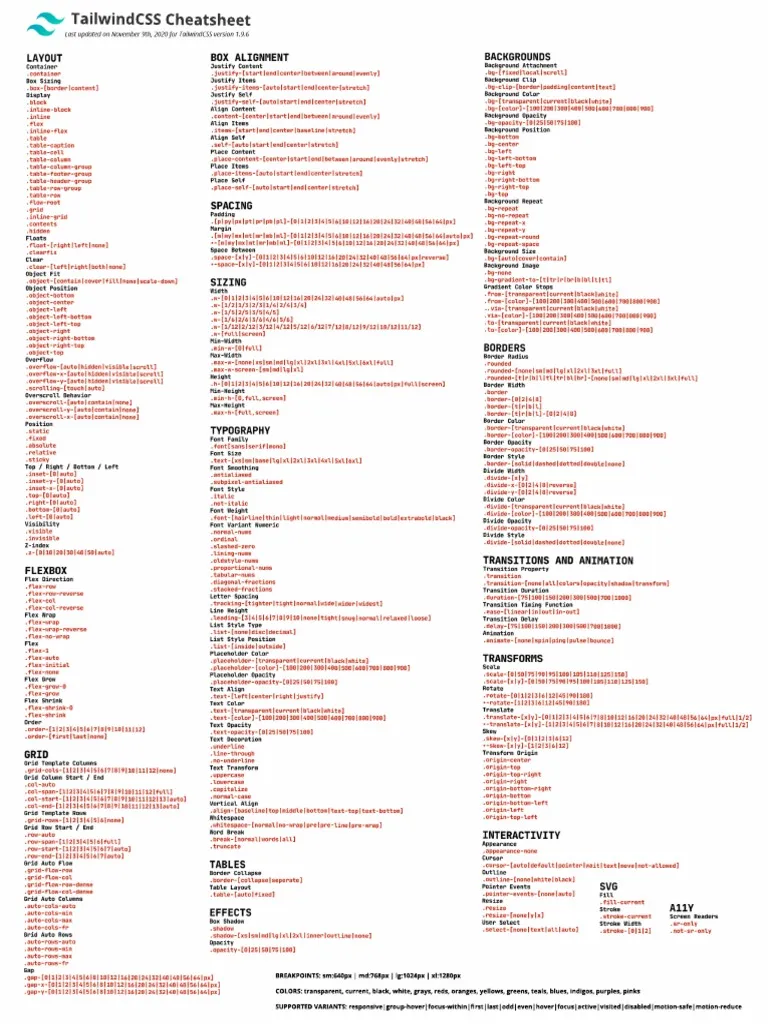 TailwindCSS Cheatsheet
Last updated on November 9th, 2020 for TailwindCSS version 1.9.6
LAYOUT
Container
.container
Box Sizing
.box-[border|content]
Display
.block
.inline-block
.inline
.flex
.inline-flex
.table
.table-caption
.table-cell
.table-column
.table-column-group
.table-footer-group
.table-header-group
.table-row-group
.table-row
.flow-root
.grid
.inline-grid
.contents
.hidden
Floats
.float-[right|left|none]
.clearfix
Clear
.clear-[left|right|both|none]
Object Fit
.object-[contain|cover|fill|none|scale-down]
Object Position
.object-bottom
.object-center
.object-left
.object-left-bottom
.object-left-top
.object-right
.object-right-bottom
.object-right-top
.object-top
Overflow
.overflow-[auto|hidden|visible|scroll]
.overflow-x-[auto|hidden|visible|scroll]
.overflow-y-[auto|hidden|visible|scroll]
.scrolling-[touch|auto]
Overscroll Behavior
.overscroll-[auto|contain|none]
.overscroll-y-[auto|contain|none]
.overscroll-x-[auto|contain|none]
Position
.static
.fixed
.absolute
.relative
.sticky
Top / Right / Bottom / Left
.inset-[0|auto]
.inset-y-[0|auto]
.inset-x-[0|auto]
.top-[0|auto]
.right-[0|auto]
.bottom-[0|auto]
.left-[0|auto]
Visibility
.visible
.invisible
Z-index
.z-[0|10|20|30|40|50|auto]
FLEXBOX
Flex Direction
.flex-row
.flex-row-reverse
.flex-col
.flex-col-reverse
Flex Wrap
.flex-wrap
.flex-wrap-reverse
.flex-no-wrap
Flex
.flex-1
.flex-auto
.flex-initial
.flex-none
Flex Grow
.flex-grow-0
.flex-grow
Flex Shrink
.flex-shrink-0
.flex-shrink
Order
.order-[1|2|3|4|5|6|7|8|9|10|11|12]
.order-[first|last|none]
GRID
Grid Template Columns
.grid-cols-[1|2|3|4|5|6|7|8|9|10|11|12|none]
Grid Column Start / End
.col-auto
.col-span-[1|2|3|4|5|6|7|8|9|10|11|12|full]
.col-start-[1|2|3|4|5|6|7|8|9|10|11|12|13|auto]
.col-end-[1|2|3|4|5|6|7|8|9|10|11|12|13|auto]
Grid Template Rows
.grid-rows-[1|2|3|4|5|6|none]
Grid Row Start / End
.row-auto
.row-span-[1|2|3|4|5|6|full]
.row-start-[1|2|3|4|5|6|7|auto]
.row-end-[1|2|3|4|5|6|7|auto]
Grid Auto Flow
.grid-flow-row
.grid-flow-col
.grid-flow-row-dense
.grid-flow-col-dense
Grid Auto Columns
.auto-cols-auto
.auto-cols-min
.auto-cols-max
.auto-cols-fr
Grid Auto Rows
.auto-rows-auto
.auto-rows-min
.auto-rows-max
.auto-rows-fr
Gap
.gap-[0|1|2|3|4|5|6|8|10|12|16|20|24|32|40|48|56|64|px]
.gap-x-[0|1|2|3|4|5|6|8|10|12|16|20|24|32|40|48|56|64|px]
.gap-y-[0|1|2|3|4|5|6|8|10|12|16|20|24|32|40|48|56|64|px]
BOX ALIGNMENT
Justify Content
.justify-[start|end|center|between|around|evenly]
Justify Items
.justify-items-[auto|start|end|center|stretch]
Justify Self
.justify-self-[auto|start|end|center|stretch]
Align Content
.content-[center|start|end|between|around|evenly]
Align Items
.items-[start|end|center|baseline|stretch]
Align Self
.self-[auto|start|end|center|stretch]
Place Content
.place-content-[center|start|end|between|around|evenly|stretch]
Place Items
.place-items-[auto|start|end|center|stretch]
Place Self
.place-self-[auto|start|end|center|stretch]
SPACING
Padding
.[p|py|px|pt|pr|pb|pl]-[0|1|2|3|4|5|6|8|10|12|16|20|24|32|40|48|56|64|px]
Margin
.[m|my|mx|mt|mr|mb|ml]-[0|1|2|3|4|5|6|8|10|12|16|20|24|32|40|48|56|64|auto|px]
.-[m|my|mx|mt|mr|mb|ml]-[0|1|2|3|4|5|6|8|10|12|16|20|24|32|40|48|56|64|px]
Space Between
.space-[x|y]-[0|1|2|3|4|5|6|8|10|12|16|20|24|32|40|48|56|64|px|reverse]
.-space-[x|y]-[0|1|2|3|4|5|6|8|10|12|16|20|24|32|40|48|56|64|px]
SIZING
Width
.w-[0|1|2|3|4|5|6|8|10|12|16|20|24|32|40|48|56|64|auto|px]
.w-[1/2|1/3|2/3|1/4|2/4|3/4]
.w-[1/5|2/5|3/5|4/5]
.w-[1/6|2/6|3/6|4/6|5/6]
.w-[1/12|2/12|3/12|4/12|5/12|6/12|7/12|8/12|9/12|10/12|11/12]
.w-[full|screen]
Min-Width
.min-w-[0|full]
Max-Width
.max-w-[none|xs|sm|md|lg|xl|2xl|3xl|4xl|5xl|6xl|full]
.max-w-screen-[sm|md|lg|xl]
Height
.h-[0|1|2|3|4|5|6|8|10|12|16|20|24|32|40|48|56|64|auto|px|full|screen]
Min-Height
.min-h-[0,full,screen]
Max-Height
.max-h-[full,screen]
TYPOGRAPHY
Font Family
.font[sans|serif|mono]
Font Size
.text-[xs|sm|base|lg|xl|2xl|3xl|4xl|5xl|6xl]
Font Smoothing
.antialiased
.subpixel-antialiased
Font Style
.italic
.not-italic
Font Weight
.font-[hairline|thin|light|normal|medium|semibold|bold|extrabold|black]
Font Variant Numeric
.normal-nums
.ordinal
.slashed-zero
.lining-nums
.oldstyle-nums
.proportional-nums
.tabular-nums
.diagonal-fractions
.stacked-fractions
Letter Spacing
.tracking-[tighter|tight|normal|wide|wider|widest]
Line Height
.leading-[3|4|5|6|7|8|9|10|none|tight|snug|normal|relaxed|loose]
List Style Type
.list-[none|disc|decimal]
List Style Position
.list-[inside|outside]
Placeholder Color
.placeholder-[transparent|current|black|white]
.placeholder-[color]-[100|200|300|400|500|600|700|800|900]
Placeholder Opacity
.placeholder-opacity-[0|25|50|75|100]
Text Align
.text-[left|center|right|justify]
Text Color
.text-[transparent|current|black|white]
.text-[color]-[100|200|300|400|500|600|700|800|900]
Text Opacity
.text-opacity-[0|25|50|75|100]
Text Decoration
.underline
.line-through
.no-underline
Text Transform
.uppercase
.lowercase
.capitalize
.normal-case
Vertical Align
.align-[baseline|top|middle|bottom|text-top|text-bottom]
Whitespace
.whitespace-[normal|no-wrap|pre|pre-line|pre-wrap]
Word Break
.break-[normal|words|all]
.truncate
TABLES
Border Collapse
.border-[collapse|seperate]
Table Layout
.table-[auto|fixed]
EFFECTS
Box Shadow
.shadow
.shadow-[xs|sm|md|lg|xl|2xl|inner|outline|none]
Opacity
.opacity-[0|25|50|75|100]
BACKGROUNDS
Background Attachment
.bg-[fixed|local|scroll]
Background Clip
.bg-clip-[border|padding|content|text]
Background Color
.bg-[transparent|current|black|white]
.bg-[color]-[100|200|300|400|500|600|700|800|900]
Background Opacity
.bg-opacity-[0|25|50|75|100]
Background Position
.bg-bottom
.bg-center
.bg-left
.bg-left-bottom
.bg-left-top
.bg-right
.bg-right-bottom
.bg-right-top
.bg-top
Background Repeat
.bg-repeat
.bg-no-repeat
.bg-repeat-x
.bg-repeat-y
.bg-repeat-round
.bg-repeat-space
Background Size
.bg-[auto|cover|contain]
Background Image
.bg-none
.bg-gradient-to-[t|tr|r|br|b|bl|l|tl]
Gradient Color Stops
.from-[transparent|current|black|white]
.from-[color]-[100|200|300|400|500|600|700|800|900]
.via-[transparent|current|black|white]
.via-[color]-[100|200|300|400|500|600|700|800|900]
.to-[transparent|current|black|white]
.to-[color]-[100|200|300|400|500|600|700|800|900]
BORDERS
Border Radius
.rounded
.rounded-[none|sm|md|lg|xl|2xl|3xl|full]
.rounded-[t|r|b|l|tl|tr|bl|br]-[none|sm|md|lg|xl|2xl|3xl|full]
Border Width
.border
.border-[0|2|4|8]
.border-[t|r|b|l]
.border-[t|r|b|l]-[0|2|4|8]
Border Color
.border-[transparent|current|black|white]
.border-[color]-[100|200|300|400|500|600|700|800|900]
Border Opacity
.border-opacity-[0|25|50|75|100]
Border Style
.border-[solid|dashed|dotted|double|none]
Divide Width
.divide-[x|y]
.divide-x-[0|2|4|8|reverse]
.divide-y-[0|2|4|8|reverse]
Divide Color
.divide-[transparent|current|black|white]
.divide-[color]-[100|200|300|400|500|600|700|800|900]
Divide Opacity
.divide-opacity-[0|25|50|75|100]
Divide Style
.divide-[solid|dashed|dotted|double|none]
TRANSITIONS AND ANIMATION
Transition Property
.transition
.transition-[none|all|colors|opacity|shadow|transform]
Transition Duration
.duration-[75|100|150|200|300|500|700|1000]
Transition Timing Function
.ease-[linear|in|out|in-out]
Transition Delay
.delay-[75|100|150|200|300|500|700|1000]
Animation
.animate-[none|spin|ping|pulse|bounce]
TRANSFORMS
Scale
.scale-[0|50|75|90|95|100|105|110|125|150]
.scale-[x|y]-[0|50|75|90|95|100|105|110|125|150]
Rotate
.rotate-[0|1|2|3|6|12|45|90|180]
.-rotate-[1|2|3|6|12|45|90|180]
Translate
.translate-[x|y]-[0|1|2|3|4|5|6|7|8|10|12|16|20|24|32|40|48|56|64|px|full|1/2]
.-translate-[x|y]-[1|2|3|4|5|6|7|8|10|12|16|20|24|32|40|48|56|64|px|full|1/2]
Skew
.skew-[x|y]-[0|1|2|3|6|12]
.-skew-[x|y]-[1|2|3|6|12]
Transform Origin
.origin-center
.origin-top
.origin-top-right
.origin-right
.origin-bottom-right
.origin-bottom
.origin-bottom-left
.origin-left
.origin-top-left
INTERACTIVITY
Appearance
.appearance-none
Cursor
.cursor-[auto|default|pointer|wait|text|move|not-allowed]
Outline
.outline-[none|white|black]
Pointer Events
.pointer-events-[none|auto]
Resize
.resize
.resize-[none|y|x]
User Select
.select-[none|text|all|auto]
SVG
Fill
.fill-current
Stroke
.stroke-current
Stroke Width
.stroke-[0|1|2]
A11Y
Screen Readers
.sr-only
.not-sr-only
BREAKPOINTS: sm:640px | md:768px | lg:1024px | xl:1280px
COLORS: transparent, current, black, white, grays, reds, oranges, yellows, greens, teals, blues, indigos, purples, pinks
SUPPORTED VARIANTS: responsive|group-hover|focus-within|first|last|odd|even|hover|focus|active|visited|disabled|motion-safe|motion-reduce